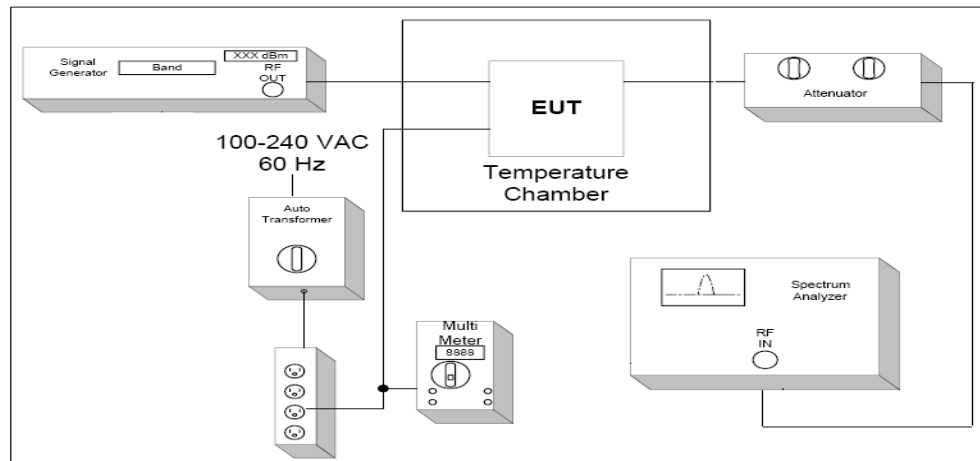 Signal
Generator
Band
XXX dBm
RF
OUT
EUT
Temperature
Chamber
Attenuator
100-240 VAC
60 Hz
Auto
Transformer
Multi
Meter
8888
Spectrum
Analyzer
RF
IN